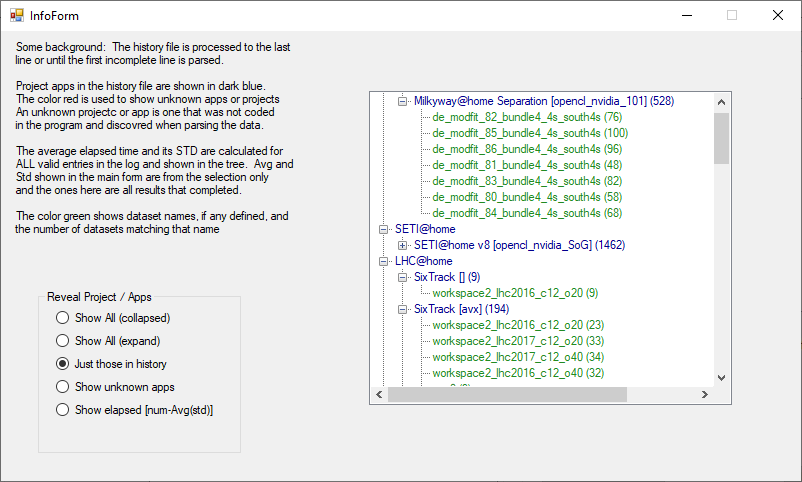 InfoForm
Some background:  The history file is processed to the last
line or until the first incomplete line is parsed.
Project apps in the history file are shown in dark blue.
The color red is used to show unknown apps or projects
An unknown projectc or app is one that was not coded
in the program and discovred when parsing the data.
The average elapsed time and its STD are calculated for
ALL valid entries in the log and shown in the tree.  Avg and
Std shown in the main form are from the selection only
and the ones here are all results that completed.
The color green shows dataset names, if any defined, and
the number of datasets matching that name
Reveal Project / Apps
Show All (collapsed)
Show All (expand)
Just those in history
Show unknown apps
Show elapsed [num-Avg(std)]
Milkyway@home Separation [opencl_nvidia_101] (528)
de_modfit_82_bundle4_4s_south4s (76)
de_modfit_85_bundle4_4s_south4s (100)
de_modfit_86_bundle4_4s_south4s (96)
de_modfit_81_bundle4_4s_south4s (48)
de_modfit_83_bundle4_4s_south4s (82)
de_modfit_80_bundle4_4s_south4s (58)
de_modfit_84_bundle4_4s_south4s (68)
SETI@home
SETI@home v8 [opencl_nvidia_SoG] (1462)
LHC@home
SixTrack [] (9)
workspace2_lhc2016_c12_o20 (9)
SixTrack [avx] (194)
workspace2_lhc2016_c12_o20 (23)
workspace2_lhc2017_c12_o20 (33)
workspace2_lhc2017_c12_o40 (34)
workspace2_lhc2016_c12_o40 (32)